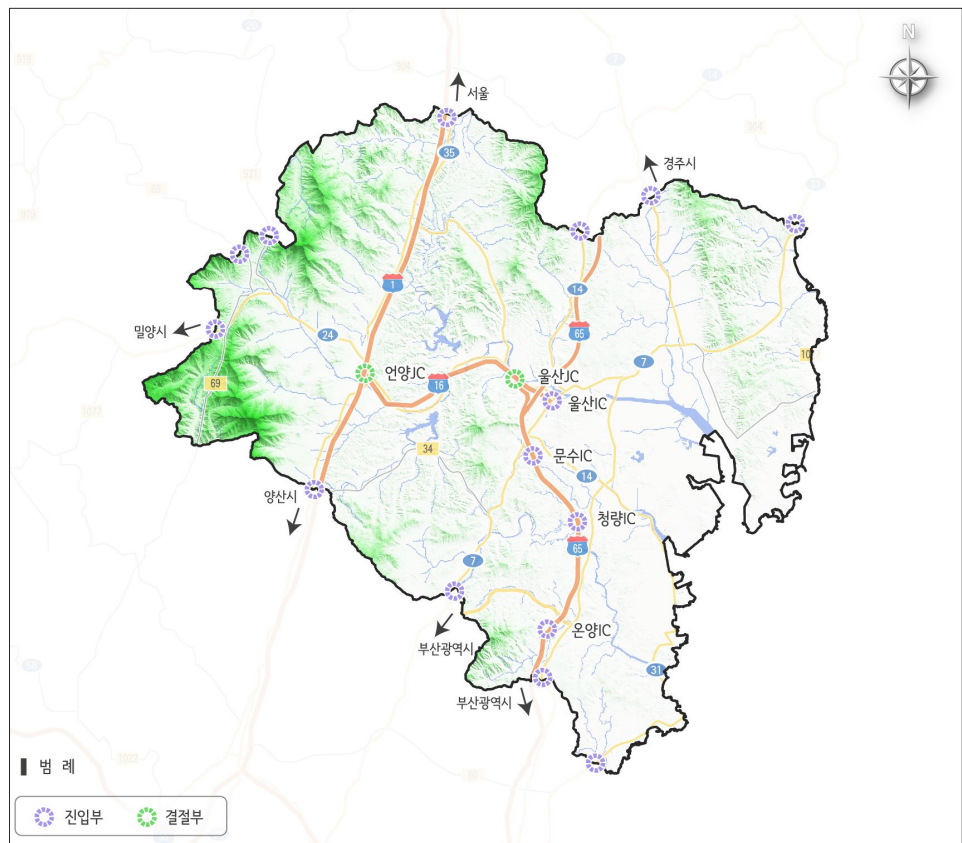 N
서울
35
경주시
1
14
65
밀양시
24
7
10
언양JC
울산JC
69
16
울산IC
34
문수IC
14
양산시
청량IC
65
7
온양IC
부산광역시
31
부산광역시
범 례
진입부
결절부